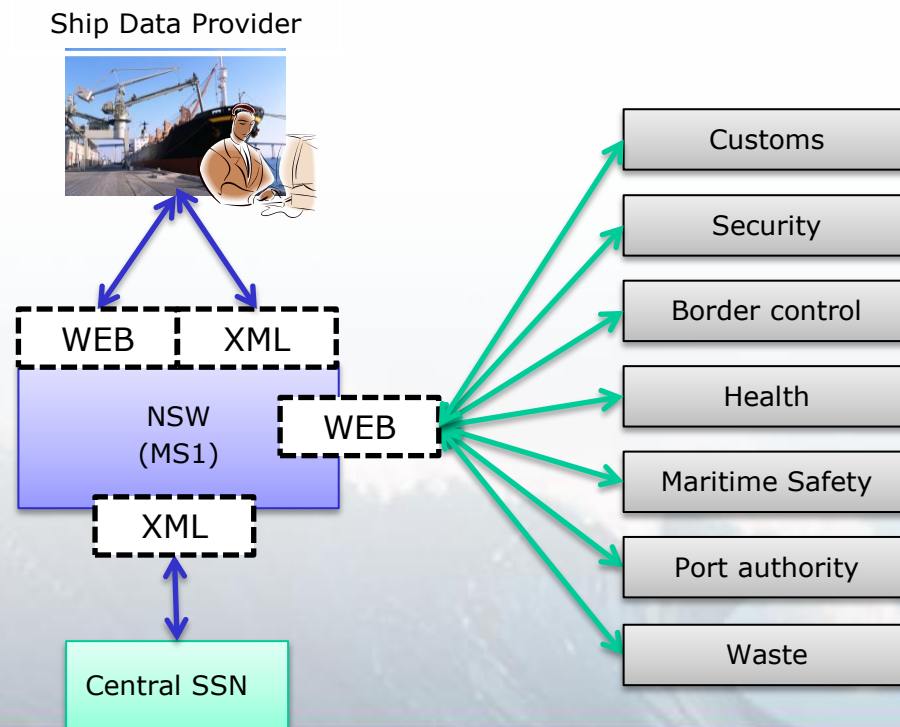 Ship Data Provider
WEB
XML
NSW
(MS1)
WEB
XML
Central SSN
Customs
Security
Border control
Health
Maritime Safety
Port authority
Waste